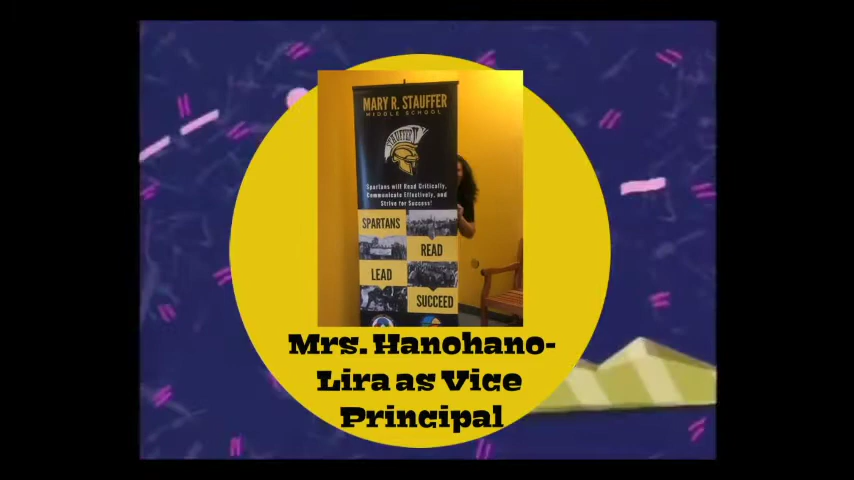 MARY R. STAUFFER
MIDDLE SCHOOL
STAUFFER
Spartans will Read Critically,
Communicate Effectively, and
Strive for Success!
SPARTANS
READ
LEAD
SUCCEED
Mrs. Hanohano-
Lira as Vice
Principal